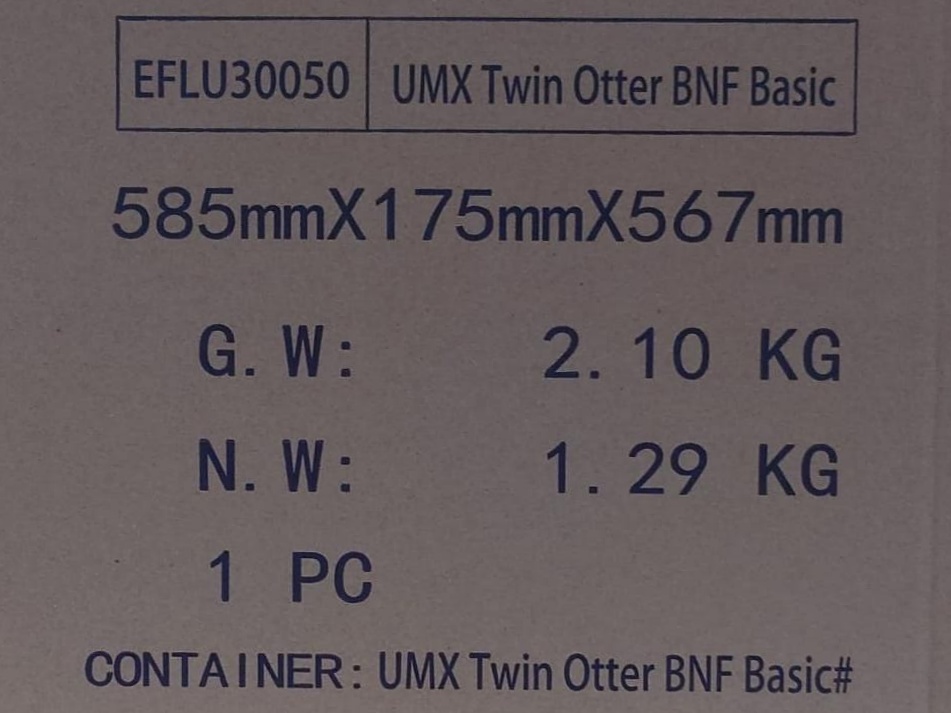 EFLU30050 UMX Twin Otter BNF Basic
585mmX175mmX567mm
G.W: 2.10 KG
N.W: 1.29 KG
1 PC
CONTAINER: UMX Twin Otter BNF Basic#